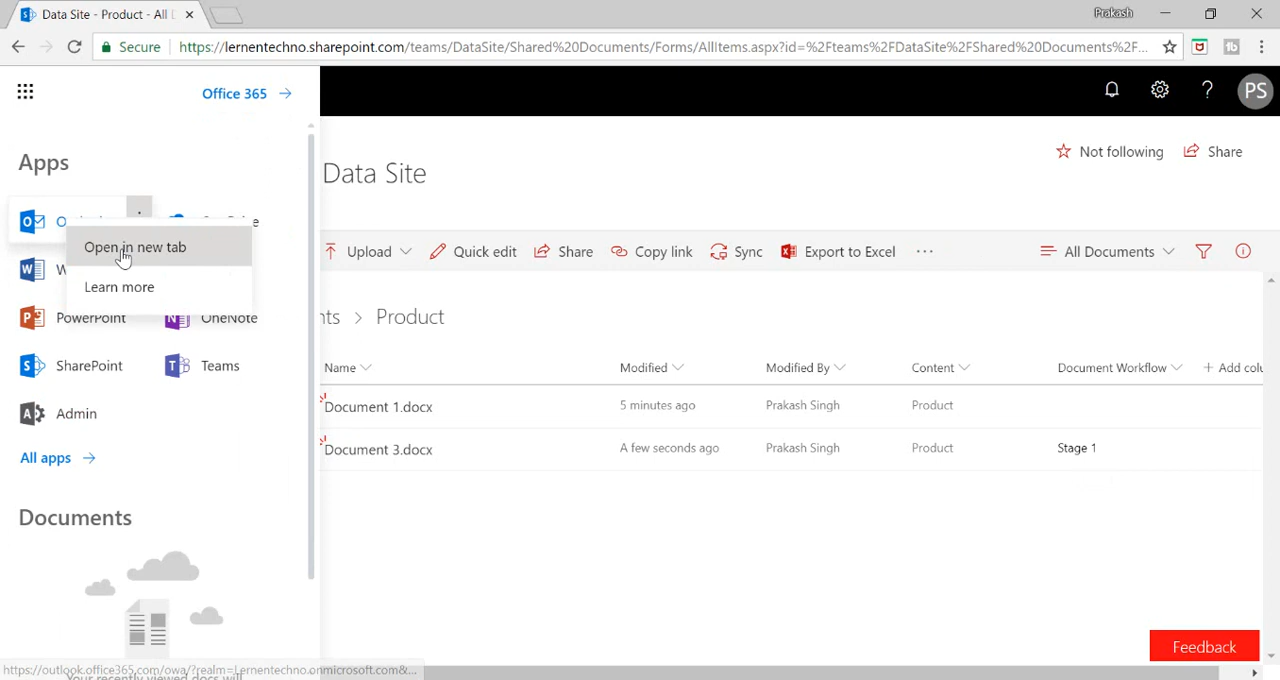 Data Site - Product - All
Prakash
Secure
https://lernentechno.sharepoint.com/teams/DataSite/Shared%20Documents/Forms/AllItems.aspx?id=%2Fteams%2FDataSite%2FShared%20Documents%2F...
Office 365
PS
Apps
Data Site
Not following
Share
Open in new tab
Learn more
PowerPoint
OneNote
SharePoint
Teams
Admin
All apps
Documents
Upload
Quick edit
Share
Copy link
Sync
Export to Excel
All Documents
nts > Product
Name
Modified
Modified By
Content
Document Workflow
+ Add colu
Document 1.docx
5 minutes ago
Prakash Singh
Product
Document 3.docx
A few seconds ago
Prakash Singh
Product
Stage 1
Feedback
https://outlook.office365.com/owa/?realm=Lernentechno.onmicrosoft.com&...